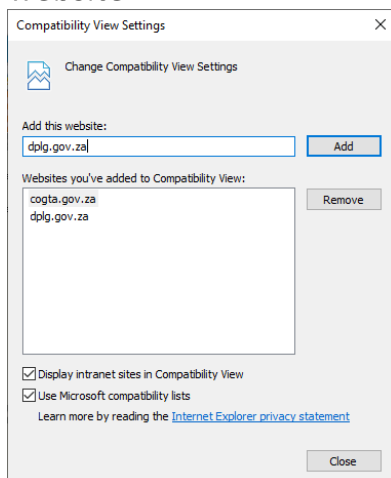 Compatibility View Settings
Change Compatibility View Settings
Add this website:
dplg.gov.za
Add
Websites you've added to Compatibility View:
cogta.gov.za
dplg.gov.za
Remove
Display intranet sites in Compatibility View
Use Microsoft compatibility lists
Learn more by reading the Internet Explorer privacy statement
Close